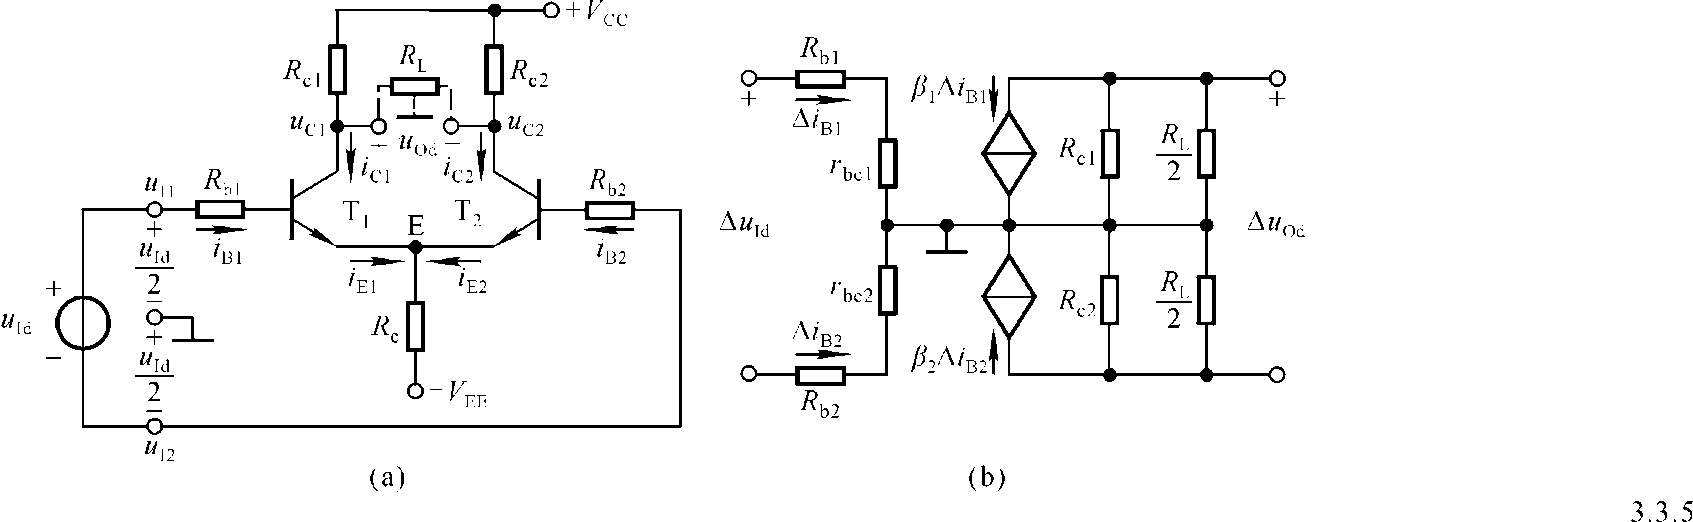 +V_CC
R_c1
R_L
R_c2
u_C1
u_Od
u_C2
i_C1
i_C2
u_I1
R_b1
T_1
T_2
R_b2
E
i_B1
i_B2
+
u_Id/2
−
i_E1
i_E2
+
u_Id
−
R_e
+
u_Id/2
−
−V_EE
u_I2
(a)
R_b1
β_1Δi_B1
+
+
Δi_B1
r_be1
R_c1
R_L/2
Δu_Id
Δu_Od
r_be2
R_c2
R_L/2
Δi_B2
β_2Δi_B2
R_b2
(b)
3.3.5